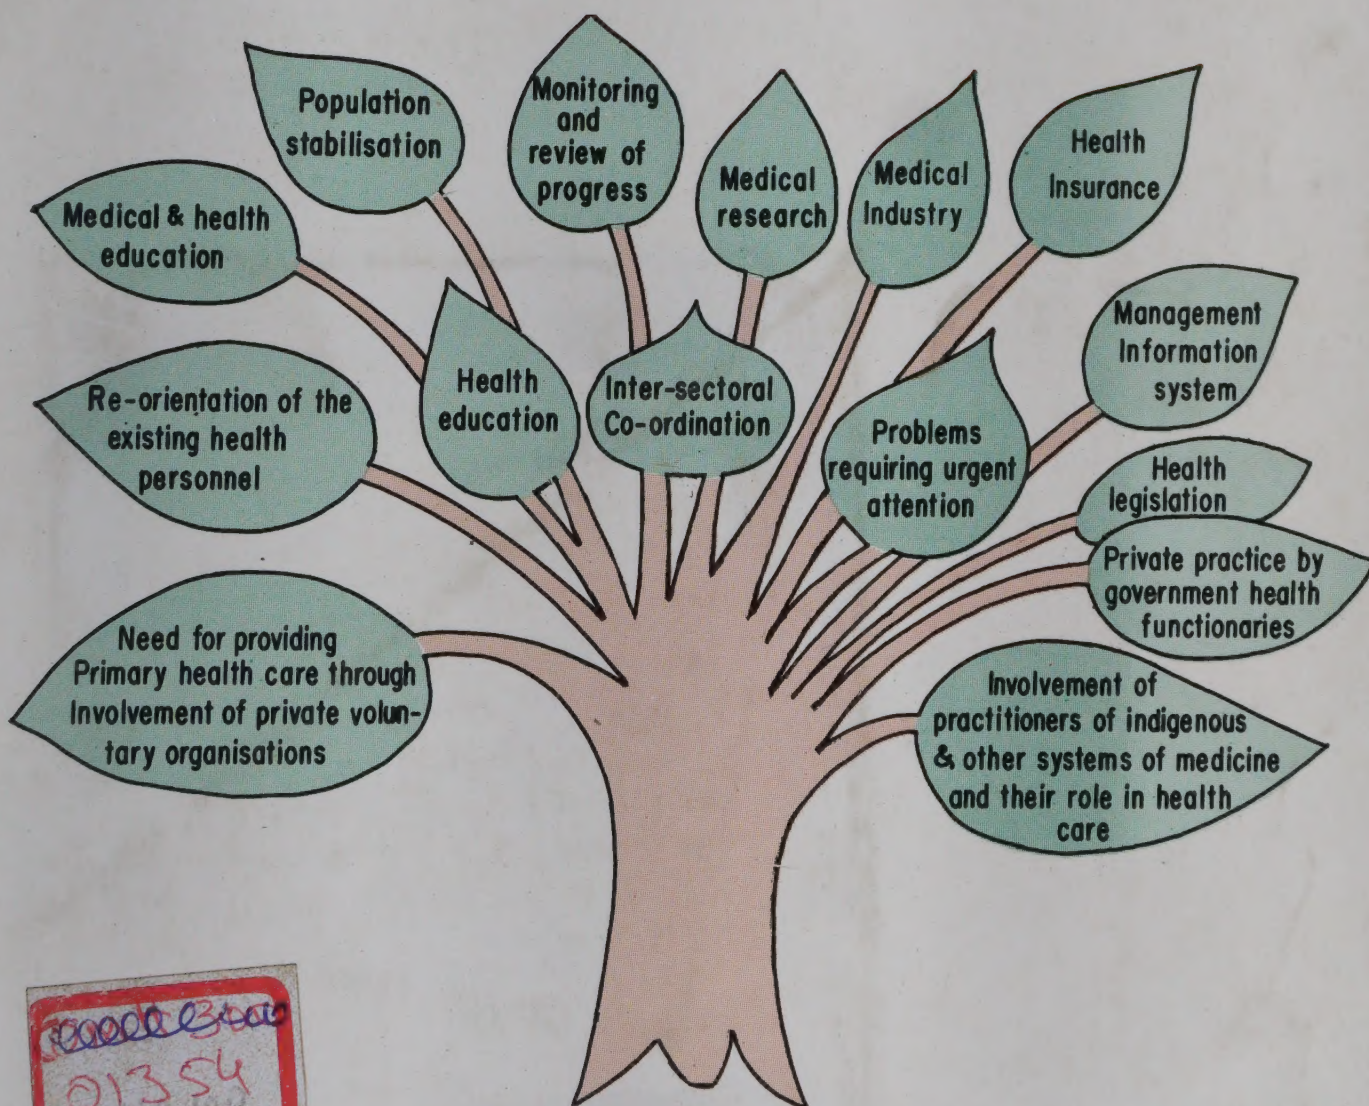 Population
stabilisation
Monitoring
and
review of
progress
Medical
research
Medical
Industry
Health
Insurance
Medical & health
education
Management
Information
system
Re-orientation of the
existing health
personnel
Health
education
Inter-sectoral
Co-ordination
Problems
requiring urgent
attention
Health
legislation
Private practice by
government health
functionaries
Need for providing
Primary health care through
Involvement of private volun-
tary organisations
Involvement of
practitioners of indigenous
& other systems of medicine
and their role in health
care
01354